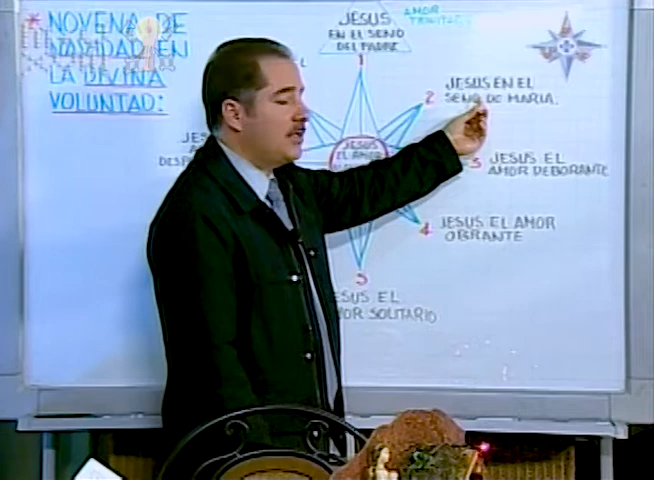 * NOVENA DE
NAVIDAD EN
LA DIVINA
VOLUNTAD:
AMOR
JESUS
EN EL SENO
DEL PADRE
1
2 JESUS EN EL
SENO DE MARIA.
3 JESUS EL
AMOR DEBORANTE
4 JESUS EL AMOR
OBRANTE
5
JESUS EL
AMOR SOLITARIO
JESUS
EL AMOR